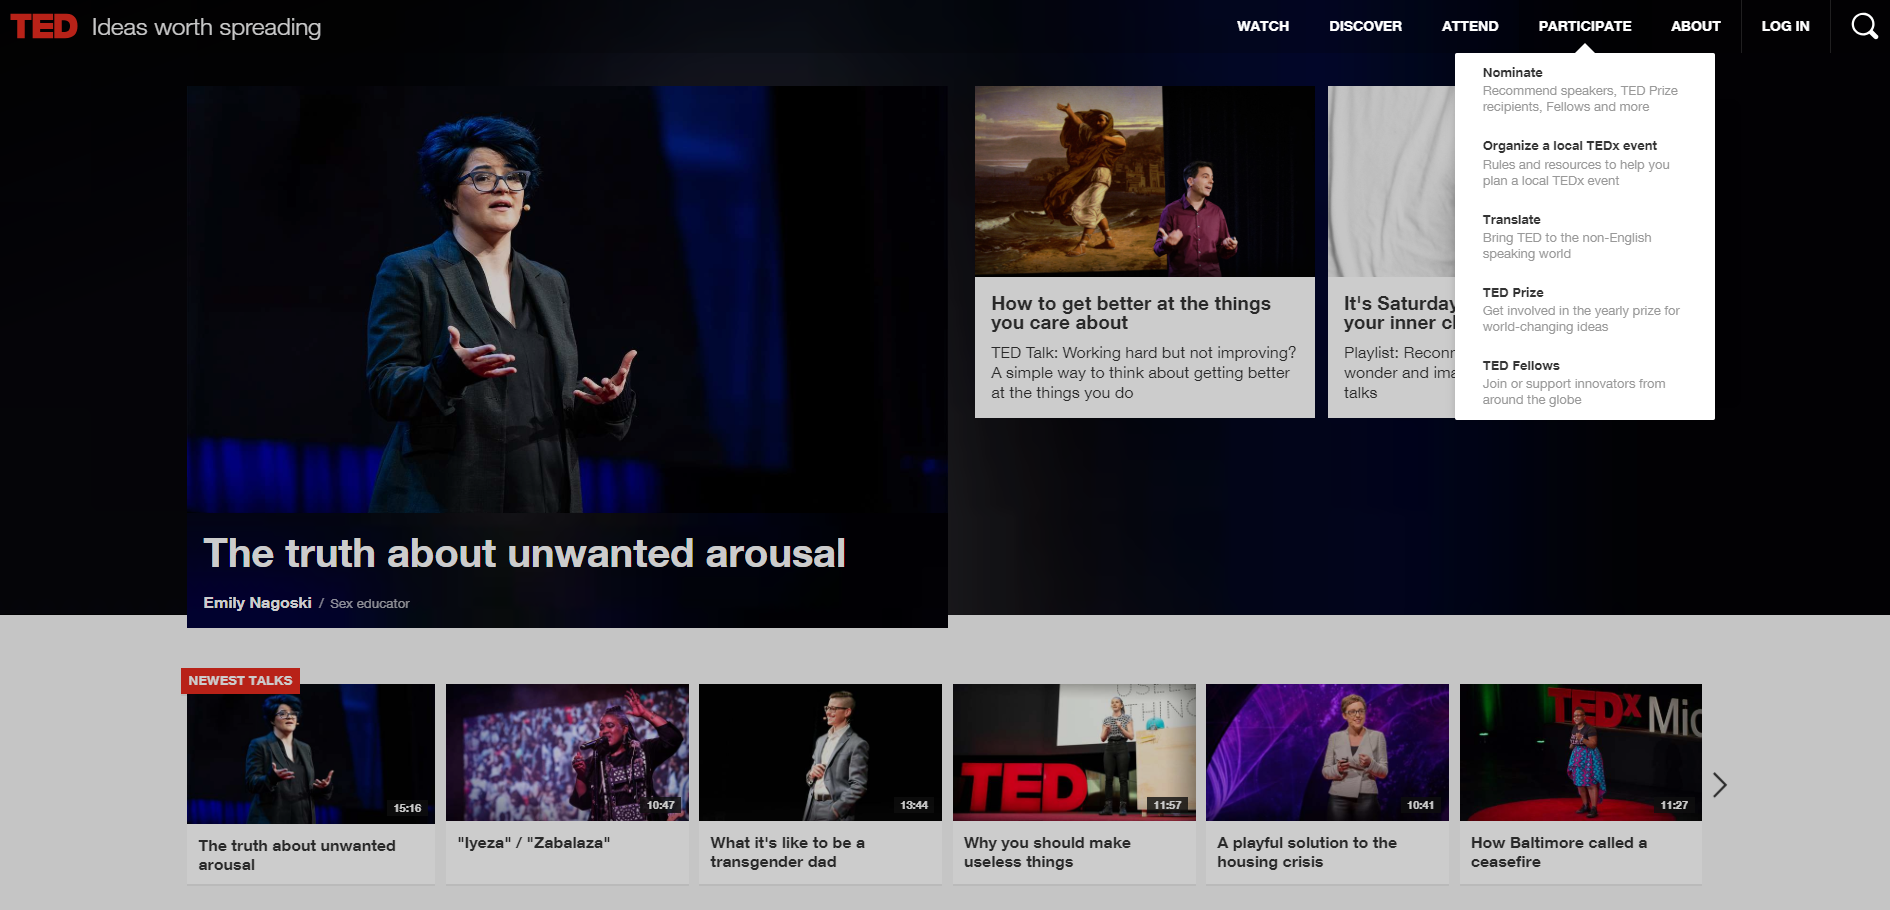 TED Ideas worth spreading
WATCH DISCOVER ATTEND PARTICIPATE ABOUT LOG IN
Nominate
Recommend speakers, TED Prize
recipients, Fellows and more
Organize a local TEDx event
Rules and resources to help you
plan a local TEDx event
Translate
Bring TED to the non-English
speaking world
TED Prize
Get involved in the yearly prize for
world-changing ideas
TED Fellows
Join or support innovators from
around the globe
How to get better at the things
you care about
TED Talk: Working hard but not improving?
A simple way to think about getting better
at the things you do
It's Saturday
your inner
Playlist:
wonder and
talks
The truth about unwanted arousal
Emily Nagoski / Sex educator
NEWEST TALKS
15:16
The truth about unwanted
arousal
10:47
"Iyeza" / "Zabalaza"
13:44
What it's like to be a
transgender dad
THING
TED
11:57
Why you should make
useless things
10:41
A playful solution to the
housing crisis
TEDx
11:27
How Baltimore called a
ceasefire